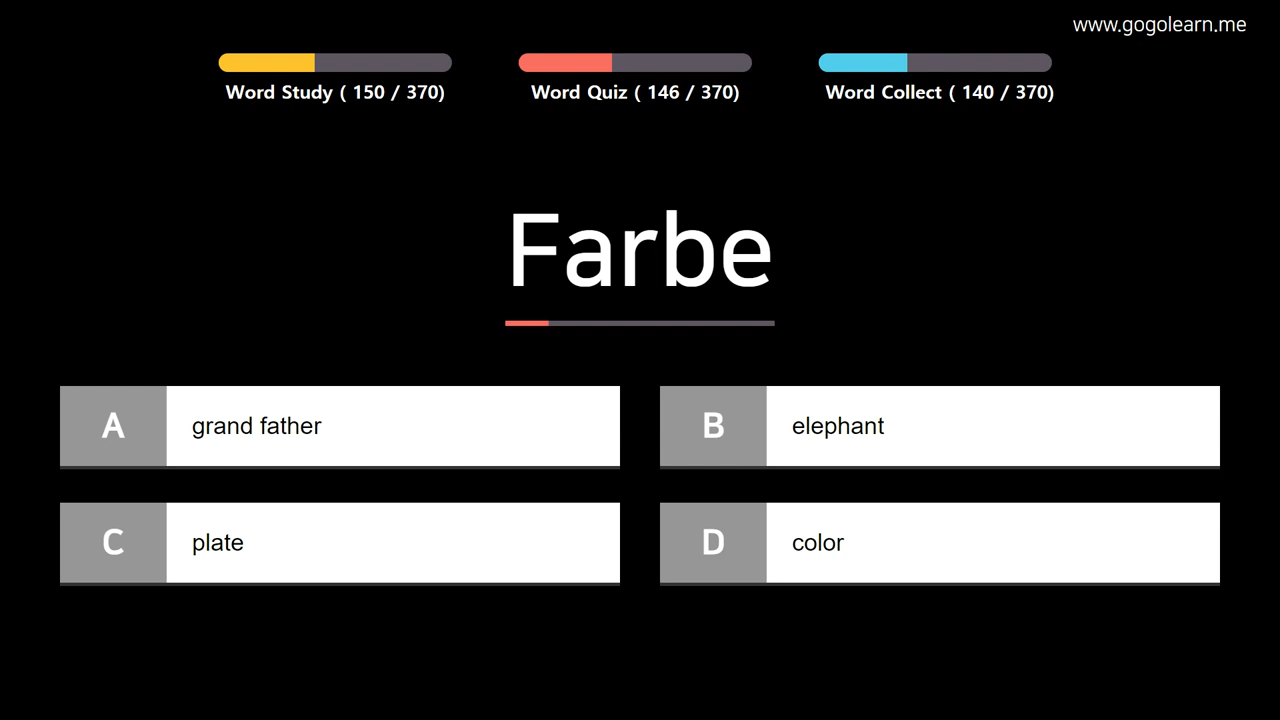 www.gogolearn.me
Word Study ( 150 / 370)
Word Quiz ( 146 / 370)
Word Collect ( 140 / 370)
Farbe
A grand father
B elephant
C plate
D color